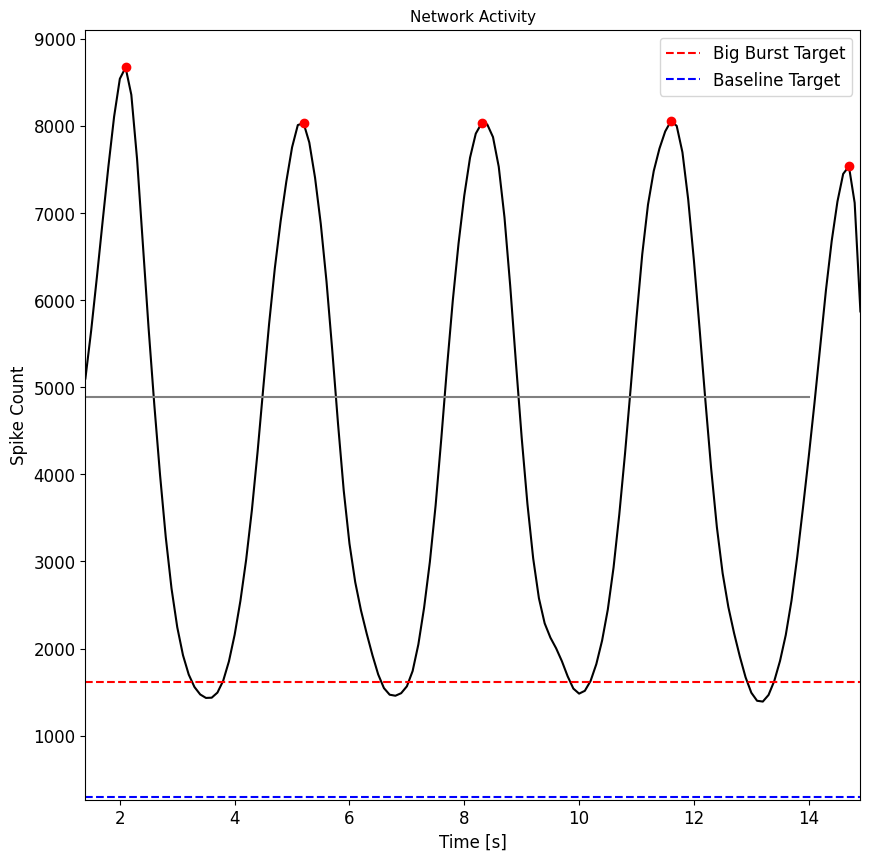 Network Activity
Big Burst Target
Baseline Target
Spike Count
9000
8000
7000
6000
5000
4000
3000
2000
1000
2 4 6 8 10 12 14
Time [s]